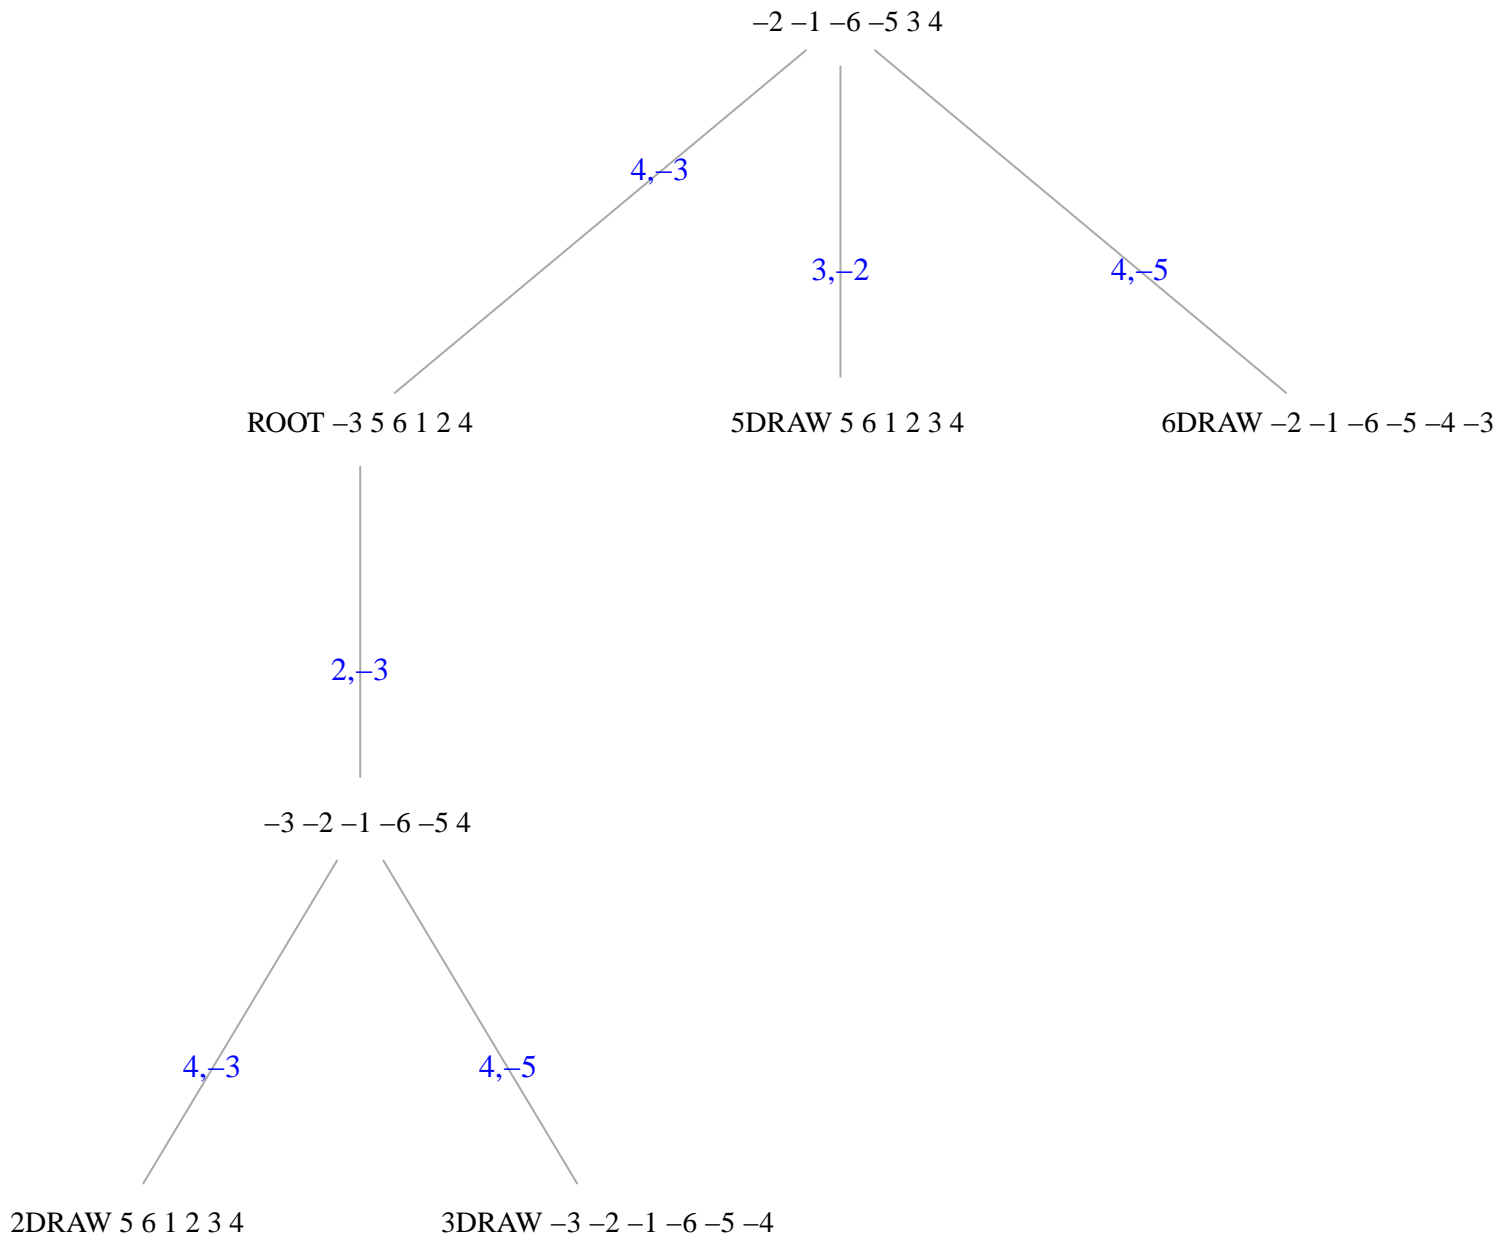 –2 –1 –6 –5 3 4
4,–3
3,–2
4,–5
ROOT –3 5 6 1 2 4
5DRAW 5 6 1 2 3 4
6DRAW –2 –1 –6 –5 –4 –3
2,–3
–3 –2 –1 –6 –5 4
4,–3
4,–5
2DRAW 5 6 1 2 3 4
3DRAW –3 –2 –1 –6 –5 –4